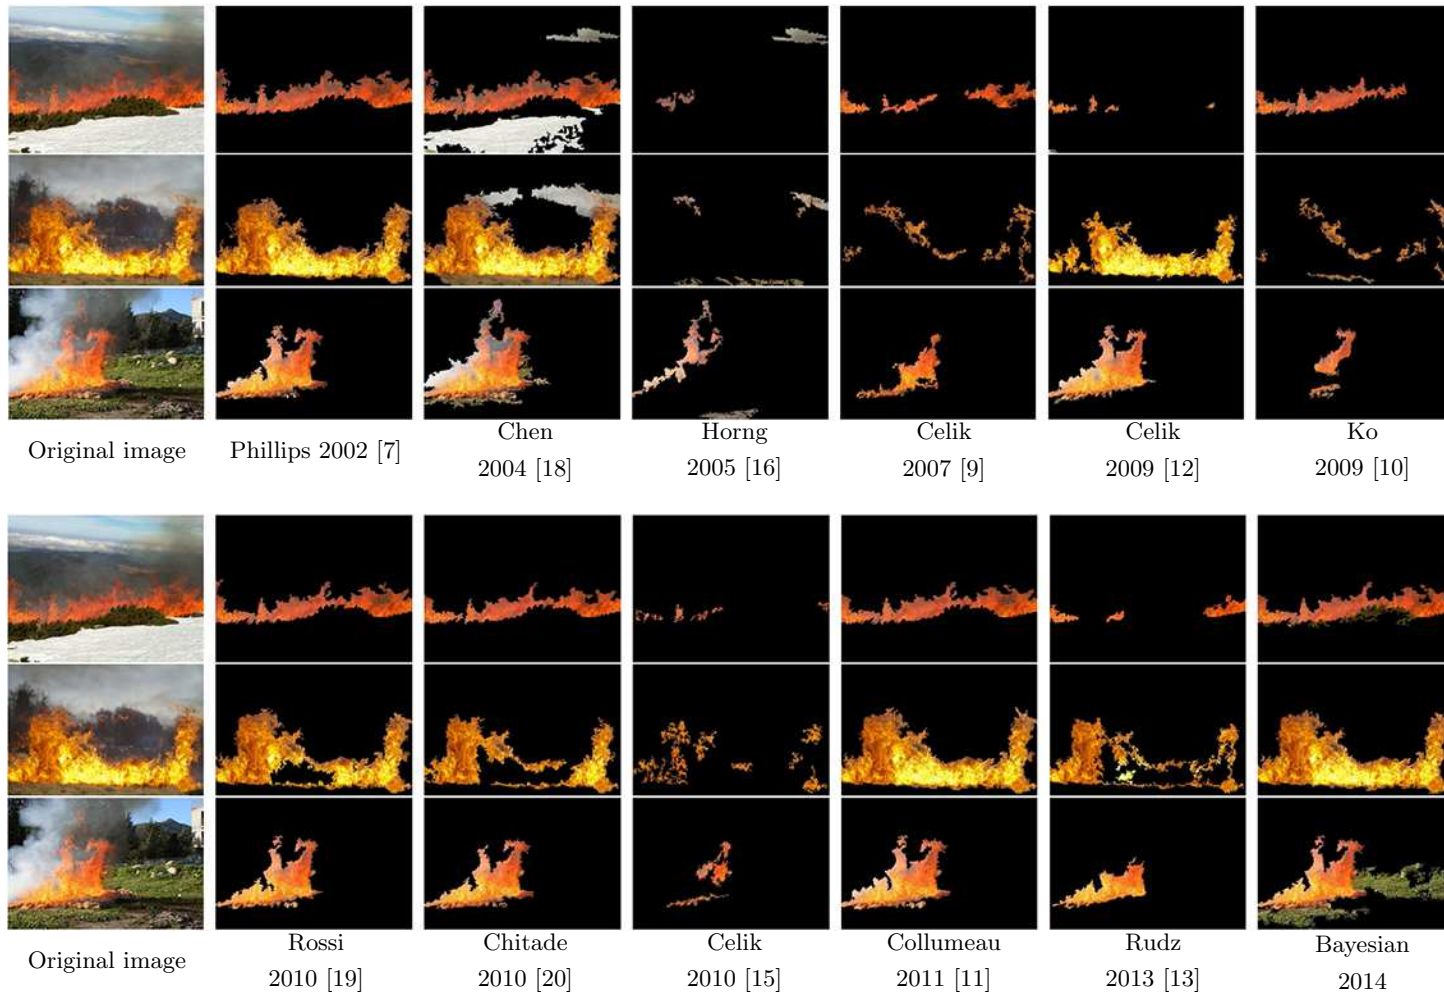 Original image
Phillips 2002 [7]
Chen
2004 [18]
Horng
2005 [16]
Celik
2007 [9]
Celik
2009 [12]
Ko
2009 [10]
Original image
Rossi
2010 [19]
Chitade
2010 [20]
Celik
2010 [15]
Collumeau
2011 [11]
Rudz
2013 [13]
Bayesian
2014